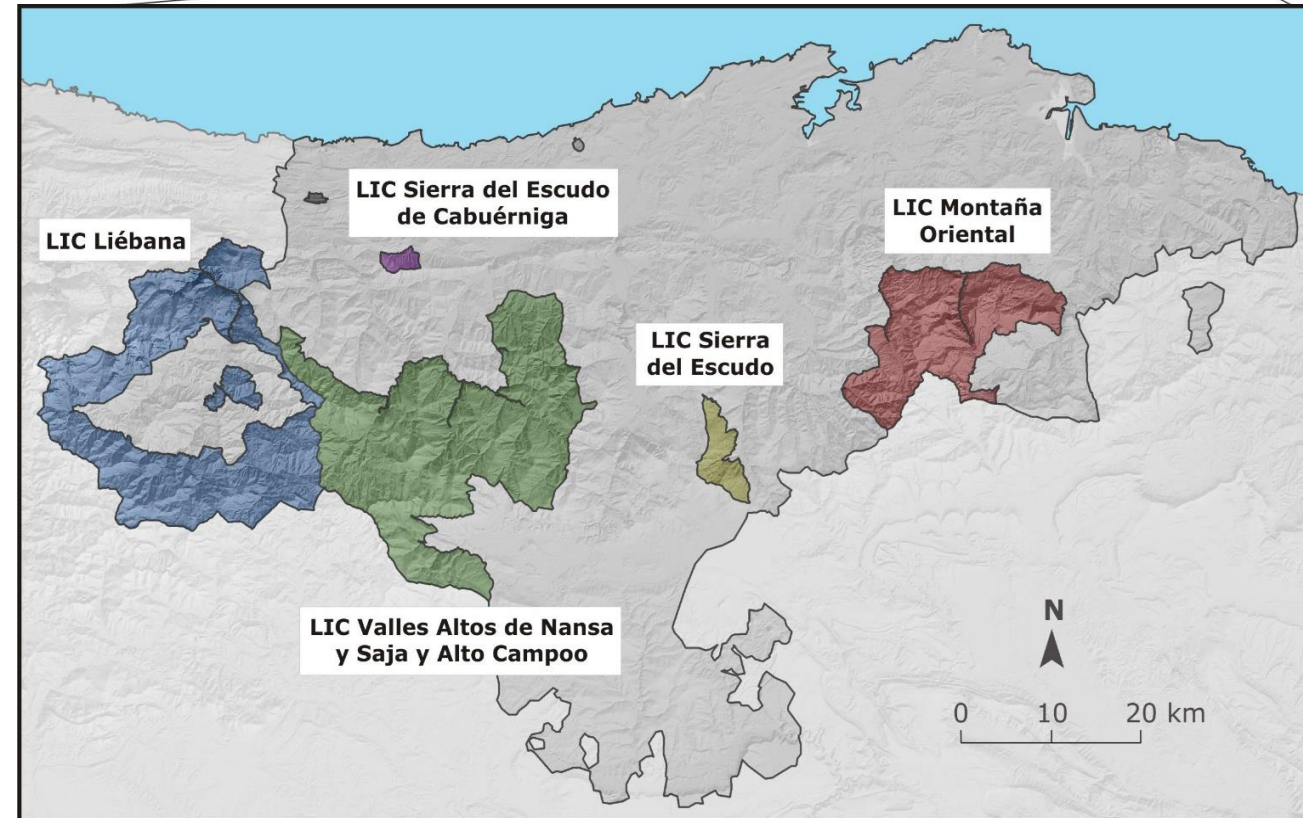 LIC Sierra del Escudo
de Cabuérniga
LIC Liébana
LIC Montaña
Oriental
LIC Sierra
del Escudo
LIC Valles Altos de Nansa
y Saja y Alto Campoo
N
0 10 20 km